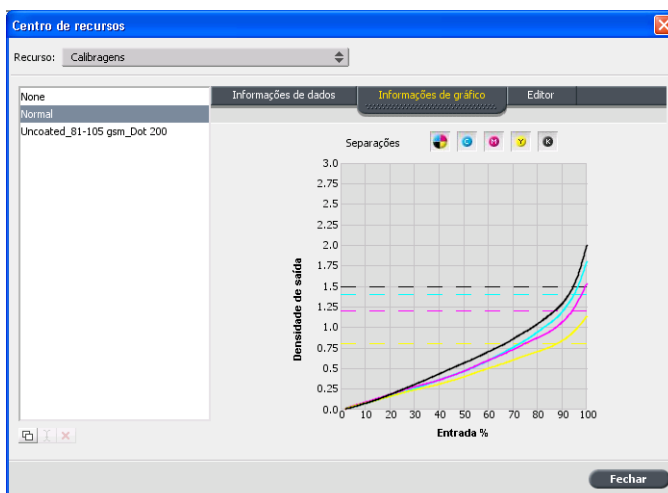 Centro de recursos
Recurso: Calibragens
None
Normal
Uncoated_81-105 gsm_Dot 200
Informações de dados Informações de gráfico Editor
Separações C M Y K
3.0
2.75
2.5
2.25
2.0
1.75
1.5
1.25
1.0
0.75
0.5
0.25
0.0
Densidade de saída
0 10 20 30 40 50 60 70 80 90 100
Entrada %
Fechar